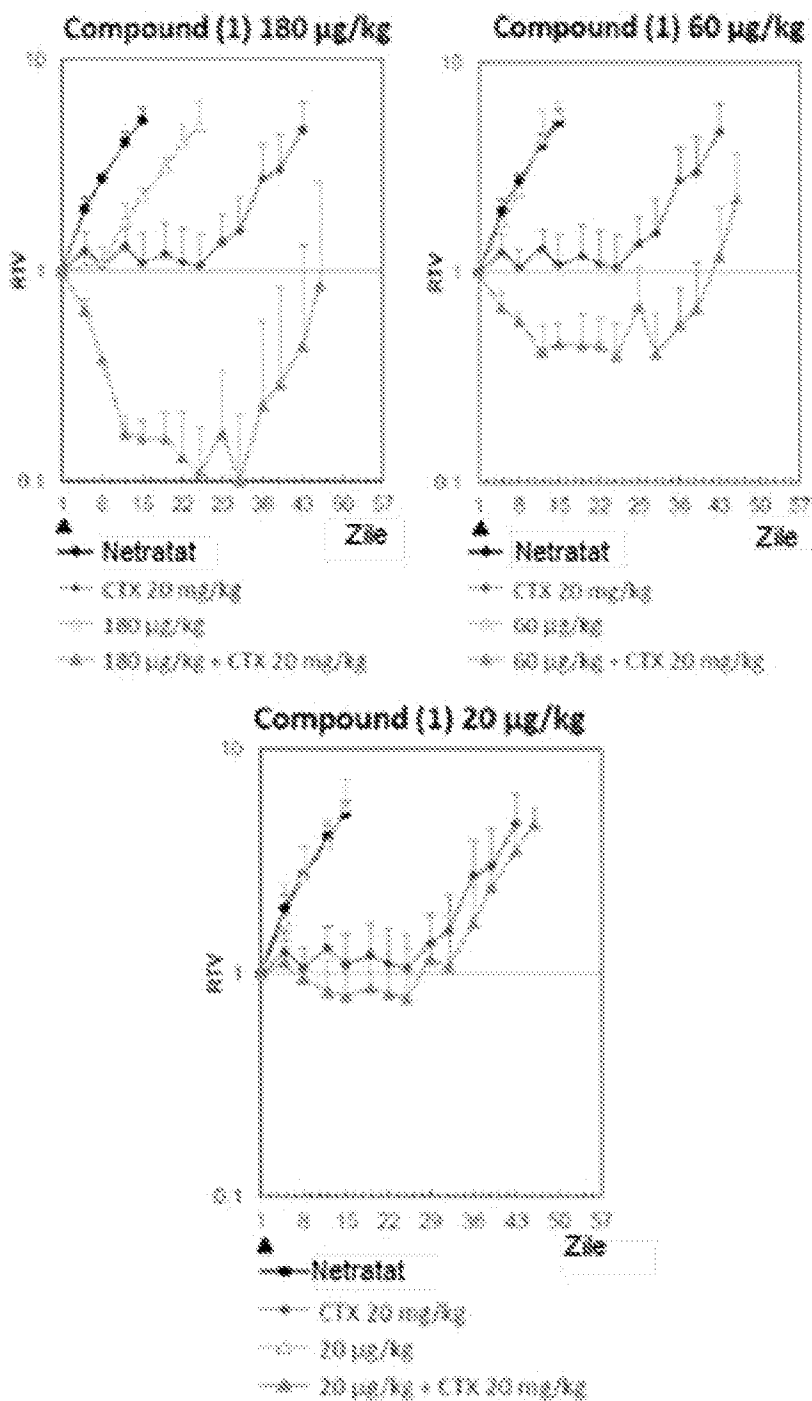 Compound (1) 180 µg/kg
10
1
0.1
RTV
1 8 15 22 29 36 43 50 57
Zile
Netratat
CTX 20 mg/kg
180 µg/kg
180 µg/kg + CTX 20 mg/kg
Compound (1) 60 µg/kg
10
1
0.1
RTV
1 8 15 22 29 36 43 50 57
Zile
Netratat
CTX 20 mg/kg
60 µg/kg
60 µg/kg + CTX 20 mg/kg
Compound (1) 20 µg/kg
10
1
0.1
RTV
1 8 15 22 29 36 43 50 57
Zile
Netratat
CTX 20 mg/kg
20 µg/kg
20 µg/kg + CTX 20 mg/kg